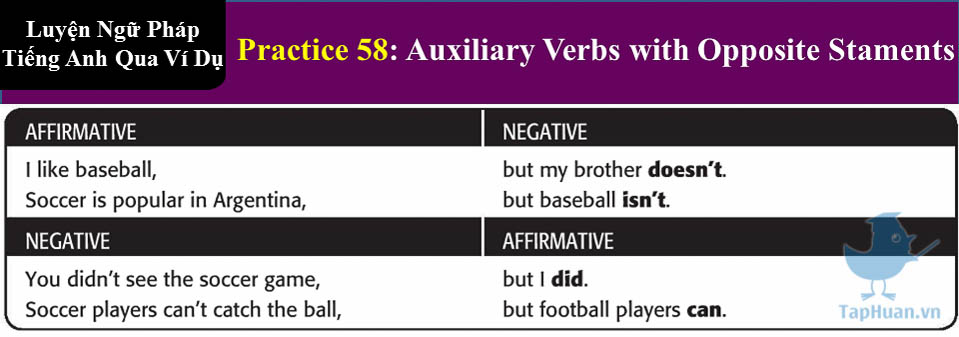 Luyện Ngữ Pháp
Tiếng Anh Qua Ví Dụ
Practice 58: Auxiliary Verbs with Opposite Staments
AFFIRMATIVE NEGATIVE
I like baseball, but my brother doesn't.
Soccer is popular in Argentina, but baseball isn't.
NEGATIVE AFFIRMATIVE
You didn't see the soccer game, but I did.
Soccer players can't catch the ball, but football players can.
TapHuan.vn